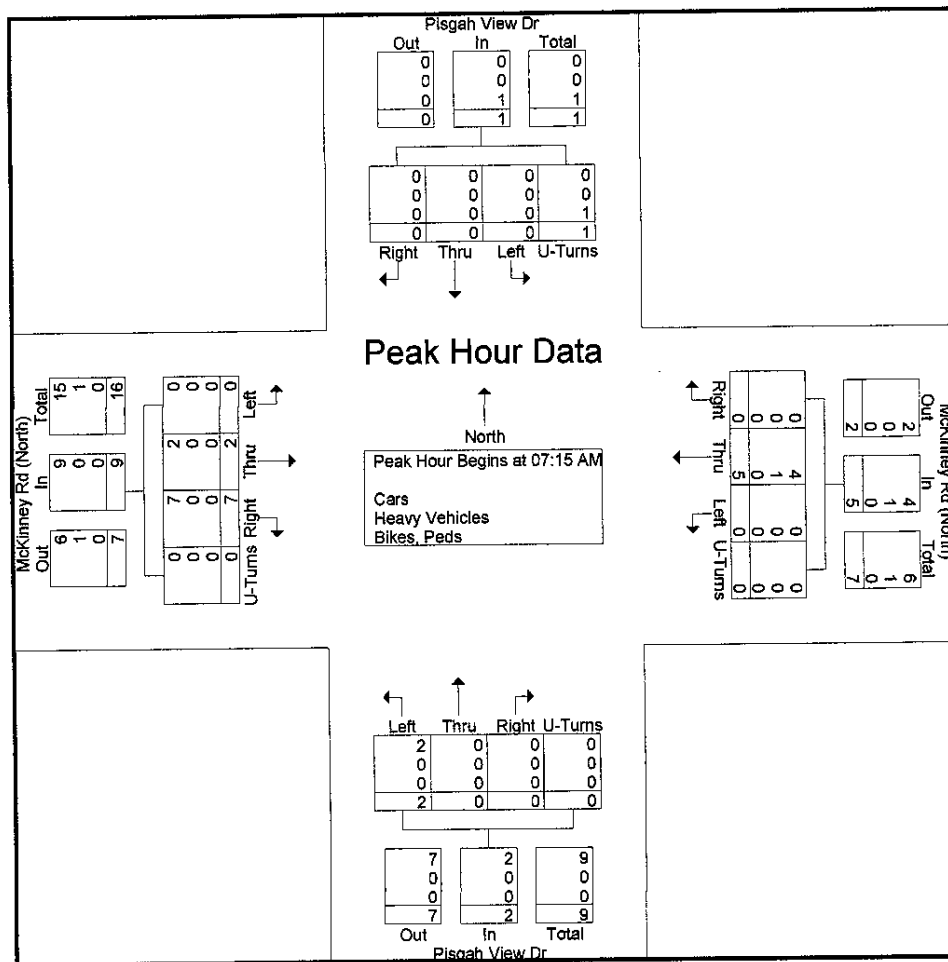 Pisgah View Dr
Out In Total
0 0 0
0 0 0
0 1 1
0 1 1
0 0 0 0
0 0 0 0
0 0 0 1
0 0 0 1
Right Thru Left U-Turns
Peak Hour Data
North
Peak Hour Begins at 07:15 AM
Cars
Heavy Vehicles
Bikes, Peds
McKinney Rd (North)
Out In Total
6 9 15
1 0 1
0 0 0
7 9 16
0 7 2 0
0 0 0 0
0 0 0 0
0 7 2 0
U-Turns Right Thru Left
Right Thru Left U-Turns
0 4 0 0
0 1 0 0
0 0 0 0
0 5 0 0
McKinney Rd (North)
Out In Total
2 4 6
0 1 1
0 0 0
2 5 7
Left Thru Right U-Turns
2 0 0 0
0 0 0 0
0 0 0 0
2 0 0 0
7 2 9
0 0 0
0 0 0
7 2 9
Out In Total
Pisgah View Dr